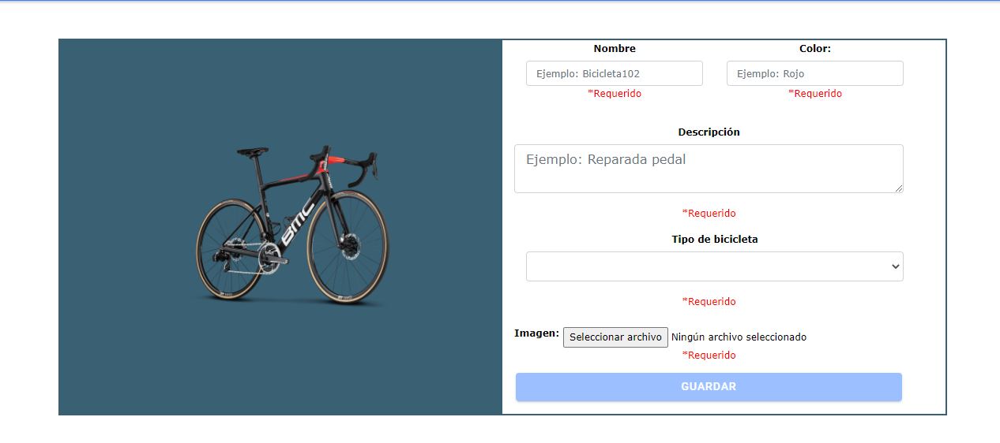 Nombre
Color:
Ejemplo: Bicicleta102
Ejemplo: Rojo
*Requerido
*Requerido
Descripción
Ejemplo: Reparada pedal
*Requerido
Tipo de bicicleta
*Requerido
Imagen: Seleccionar archivo Ningún archivo seleccionado
*Requerido
GUARDAR
BMC